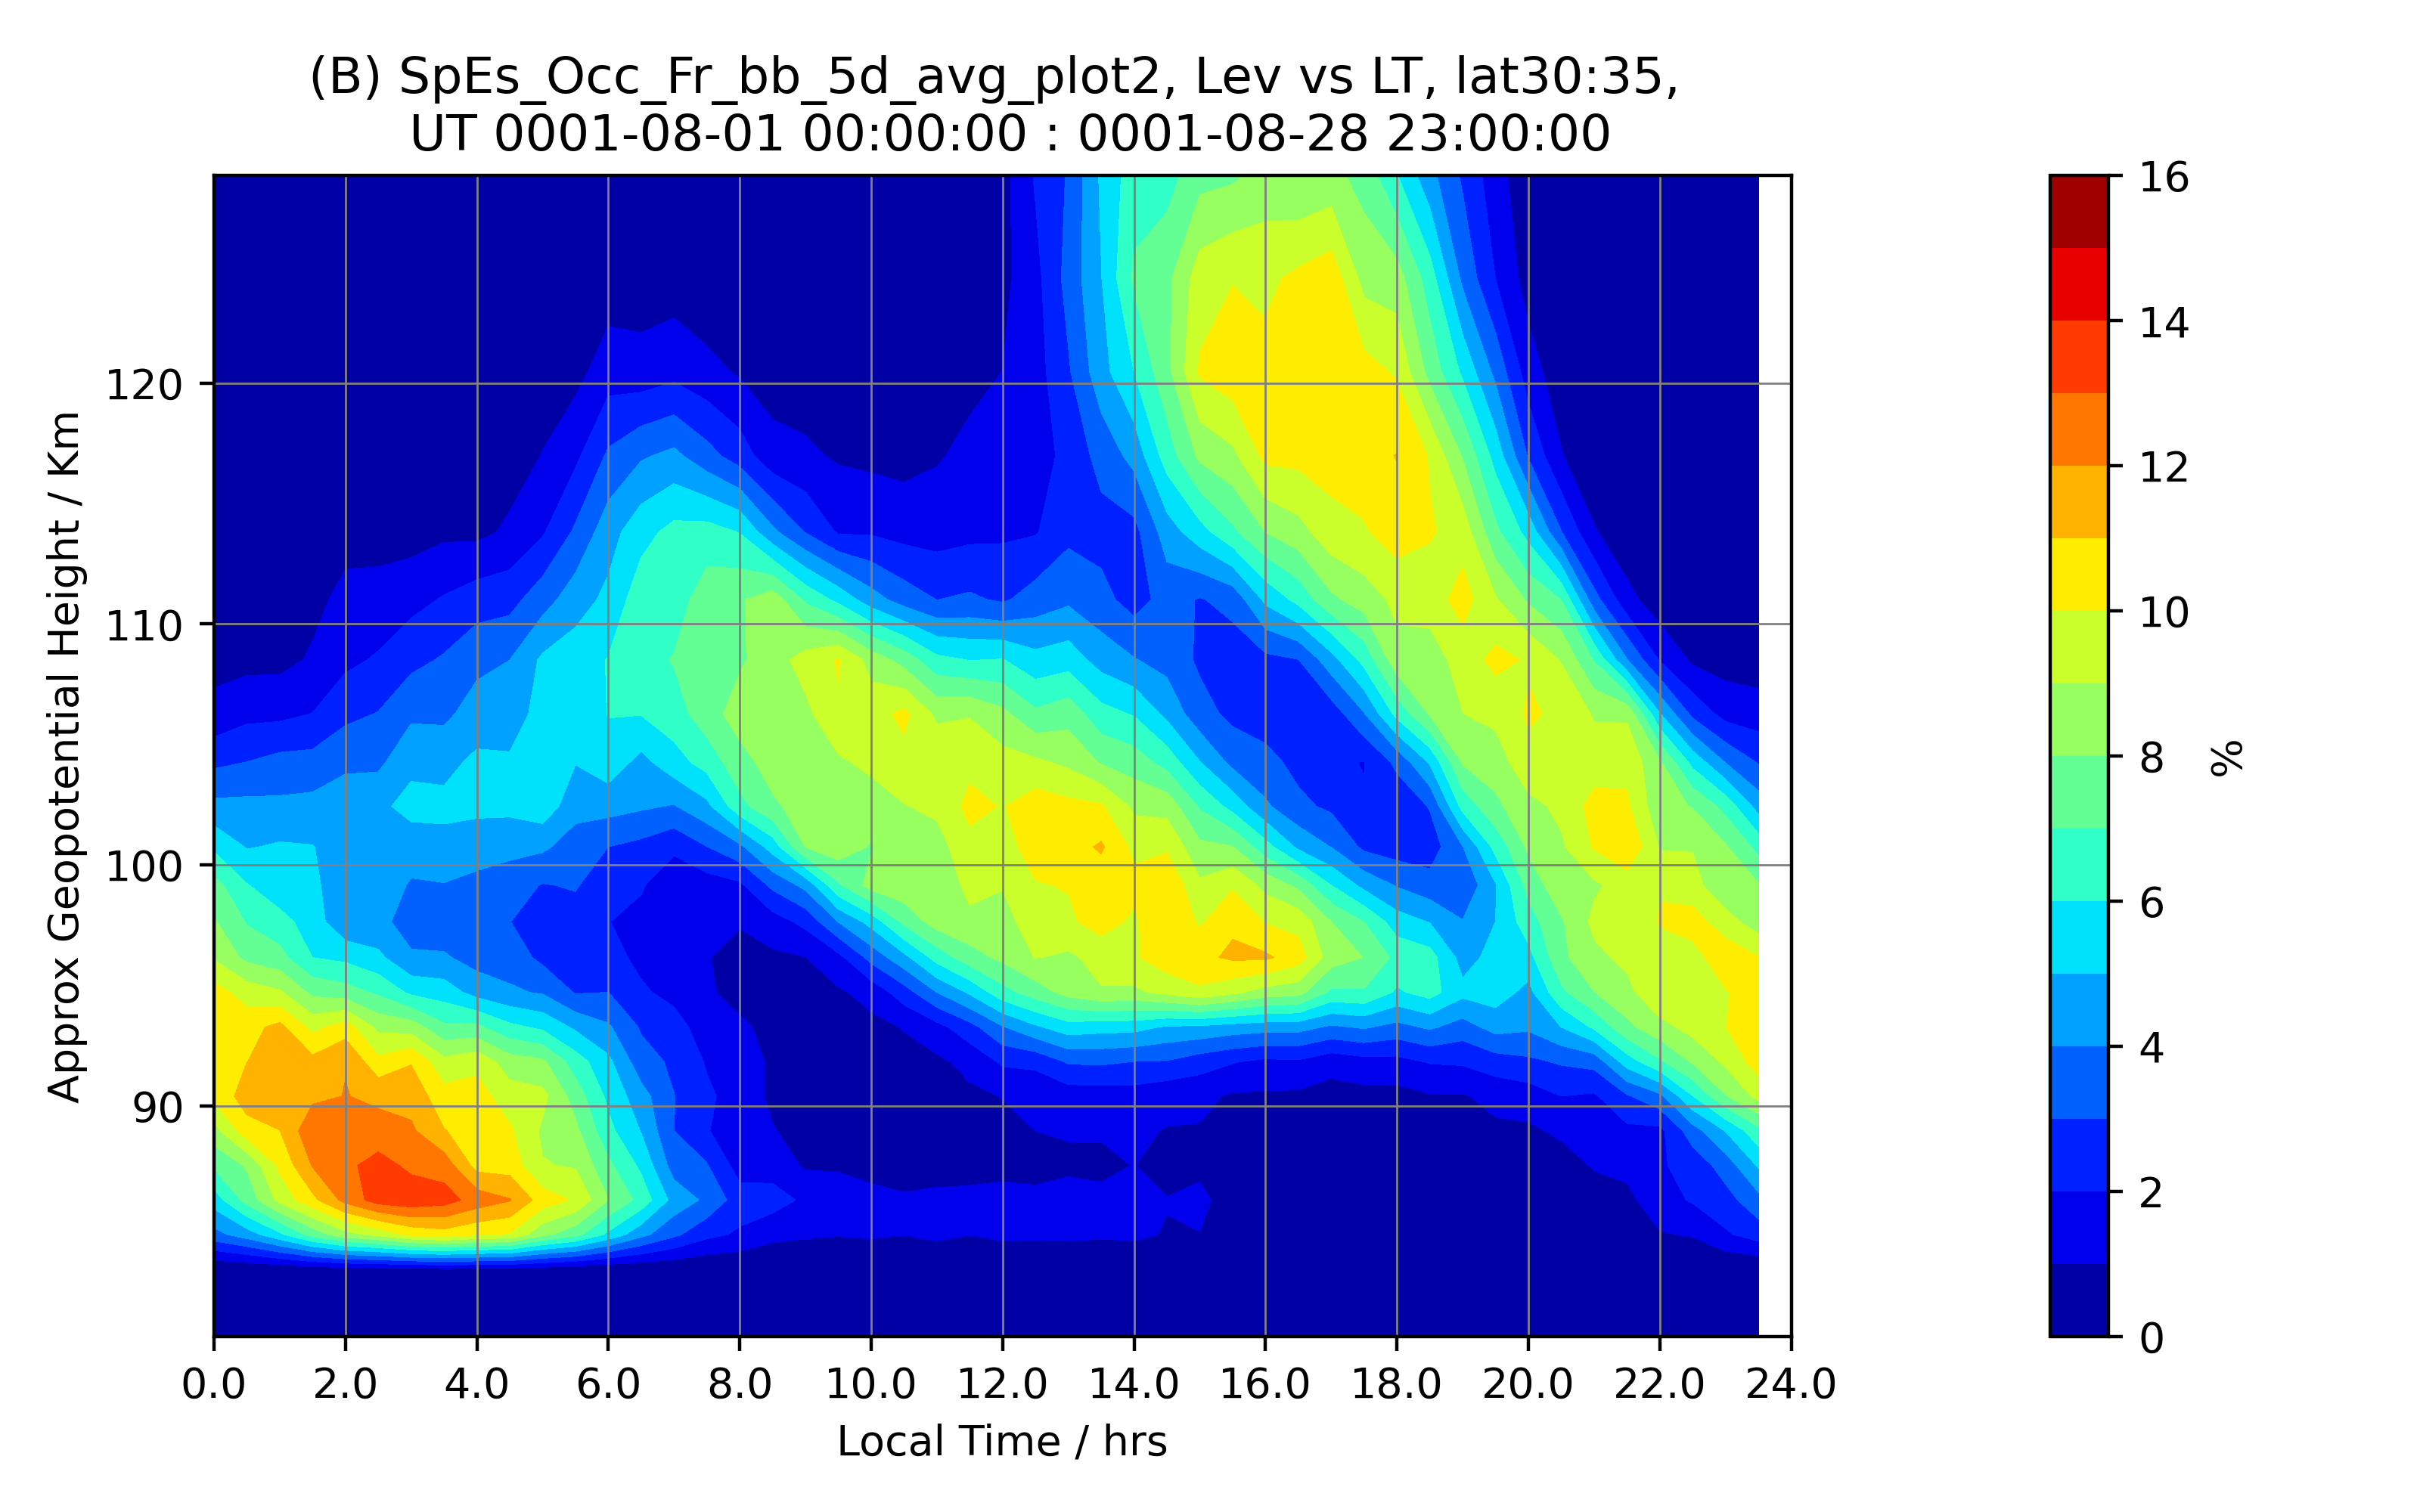 (B) SpEs_Occ_Fr_bb_5d_avg_plot2, Lev vs LT, lat30:35,
UT 0001-08-01 00:00:00 : 0001-08-28 23:00:00
Approx Geopotential Height / Km
120
110
100
90
0.0 2.0 4.0 6.0 8.0 10.0 12.0 14.0 16.0 18.0 20.0 22.0 24.0
Local Time / hrs
16
14
12
10
8
6
4
2
0
%